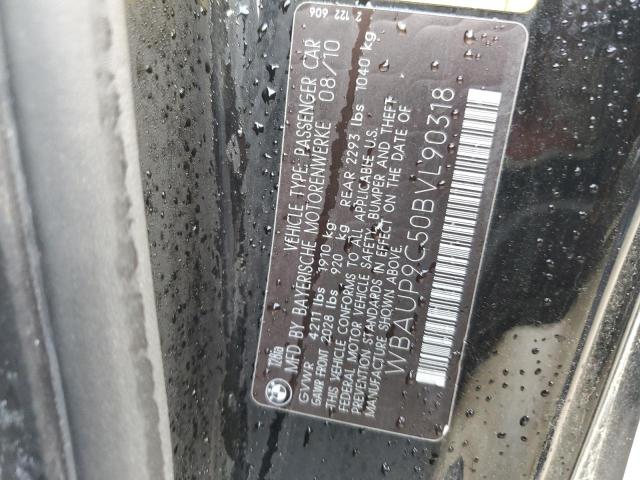 2 122 606
VEHICLE TYPE: PASSENGER CAR
MFD BY BAYERISCHE MOTORENWERKE 08/10
GVWR 4211 lbs 1910 kg
GAWR FRONT 2028 lbs 920 kg REAR 2293 lbs 1040 kg
THIS VEHICLE CONFORMS TO ALL APPLICABLE U.S.
FEDERAL MOTOR VEHICLE SAFETY, BUMPER AND THEFT
PREVENTION STANDARDS IN EFFECT ON THE DATE OF
MANUFACTURE SHOWN ABOVE.
WBAUP9C50BVL90318